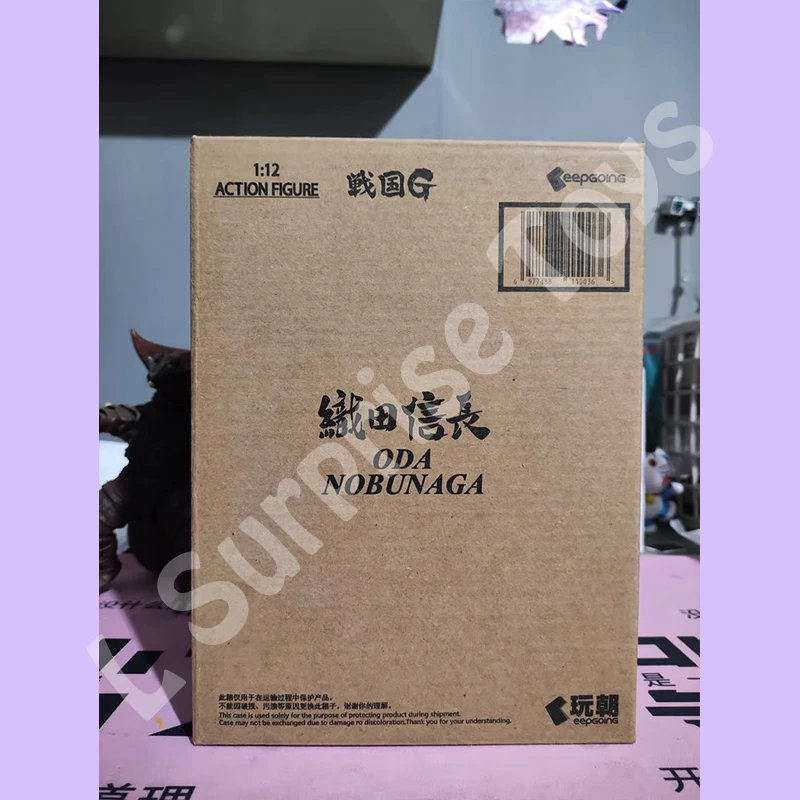 1:12
ACTION FIGURE
戦国G
KeepGoing
織田信長
ODA
NOBUNAGA
此箱仅用于在运输过程中保护产品。
不能因破损、污渍等原因更换此箱子。谢谢你的理解。
This case is used solely for the purpose of protecting product during shipment.
Case may not be exchanged due to damage ro discoloration.Thank you for your understanding.
玩朝
KeepGoing
L Surprise Toys